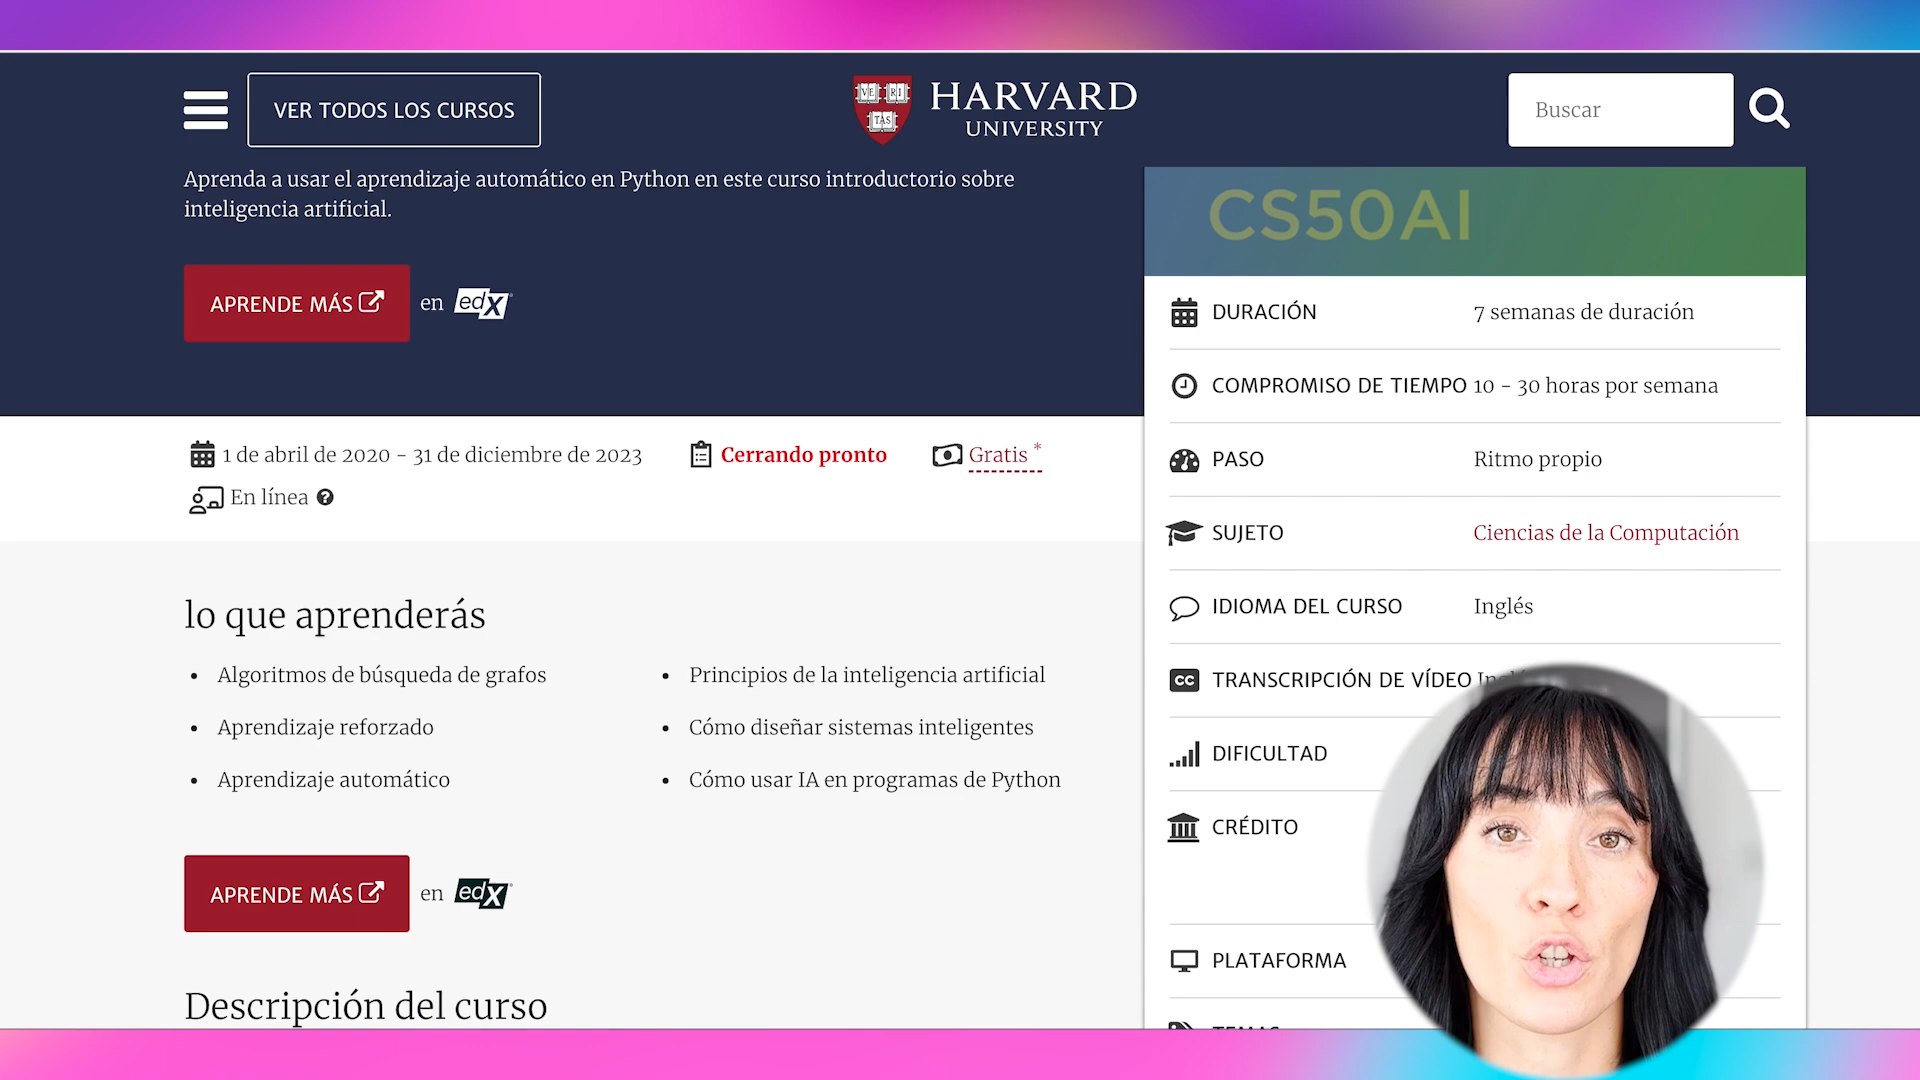 VER TODOS LOS CURSOS
VE RI
TAS
HARVARD
UNIVERSITY
Buscar
Aprenda a usar el aprendizaje automático en Python en este curso introductorio sobre
inteligencia artificial.
APRENDE MÁS en edX
1 de abril de 2020 - 31 de diciembre de 2023 Cerrando pronto Gratis *
En línea ?
lo que aprenderás
• Algoritmos de búsqueda de grafos
• Aprendizaje reforzado
• Aprendizaje automático
• Principios de la inteligencia artificial
• Cómo diseñar sistemas inteligentes
• Cómo usar IA en programas de Python
APRENDE MÁS en edX
Descripción del curso
CS50AI
DURACIÓN 7 semanas de duración
COMPROMISO DE TIEMPO 10 - 30 horas por semana
PASO Ritmo propio
SUJETO Ciencias de la Computación
IDIOMA DEL CURSO Inglés
CC TRANSCRIPCIÓN DE VÍDEO
DIFICULTAD
CRÉDITO
PLATAFORMA